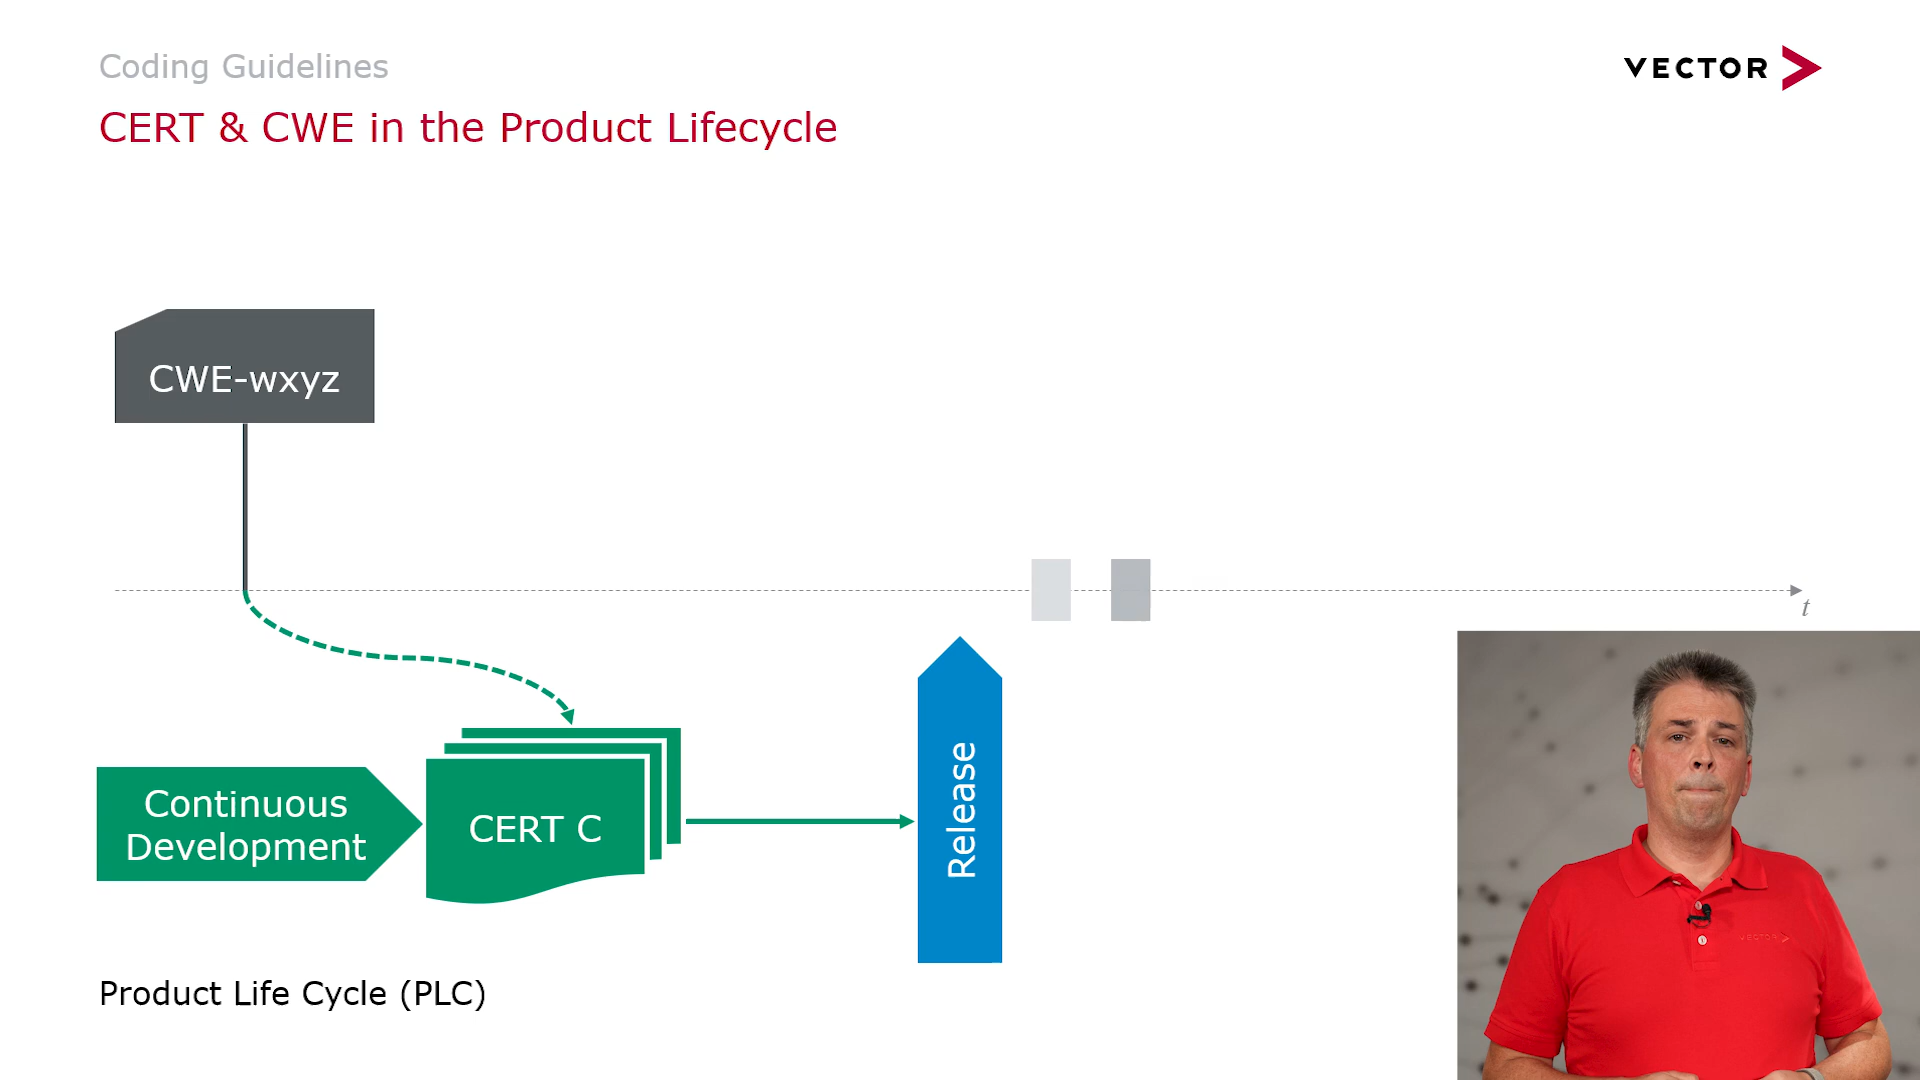 Coding Guidelines
VECTOR
CERT & CWE in the Product Lifecycle
CWE-wxyz
t
Continuous
Development
CERT C
Release
Product Life Cycle (PLC)
VECTOR